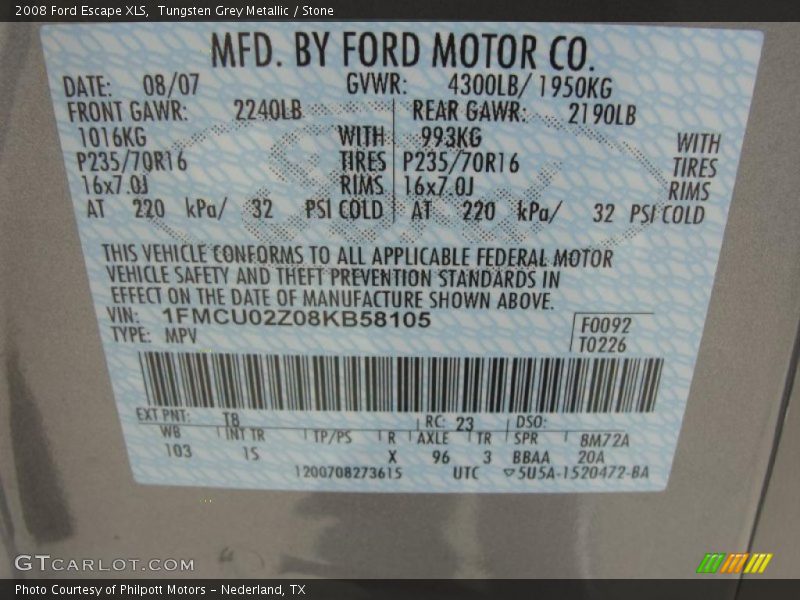 2008 Ford Escape XLS, Tungsten Grey Metallic / Stone
MFD. BY FORD MOTOR CO.
DATE: 08/07 GVWR: 4300LB/ 1950KG
FRONT GAWR: 2240LB REAR GAWR: 2190LB
1016KG WITH 993KG WITH
P235/70R16 TIRES P235/70R16 TIRES
16x7.0J RIMS 16x7.0J RIMS
AT 220 kPa/ 32 PSI COLD AT 220 kPa/ 32 PSI COLD
THIS VEHICLE CONFORMS TO ALL APPLICABLE FEDERAL MOTOR
VEHICLE SAFETY AND THEFT PREVENTION STANDARDS IN
EFFECT ON THE DATE OF MANUFACTURE SHOWN ABOVE.
VIN: 1FMCU02Z08KB58105 F0092
TYPE: MPV T0226
EXT PNT: T8 RC: 23 DSO:
WB INT TR TP/PS R AXLE TR SPR 8M72A
103 1S X 96 3 BBAA 20A
1200708273615 UTC ▽5U5A-1520472-BA
GTCARLOT.COM
Photo Courtesy of Philpott Motors - Nederland, TX